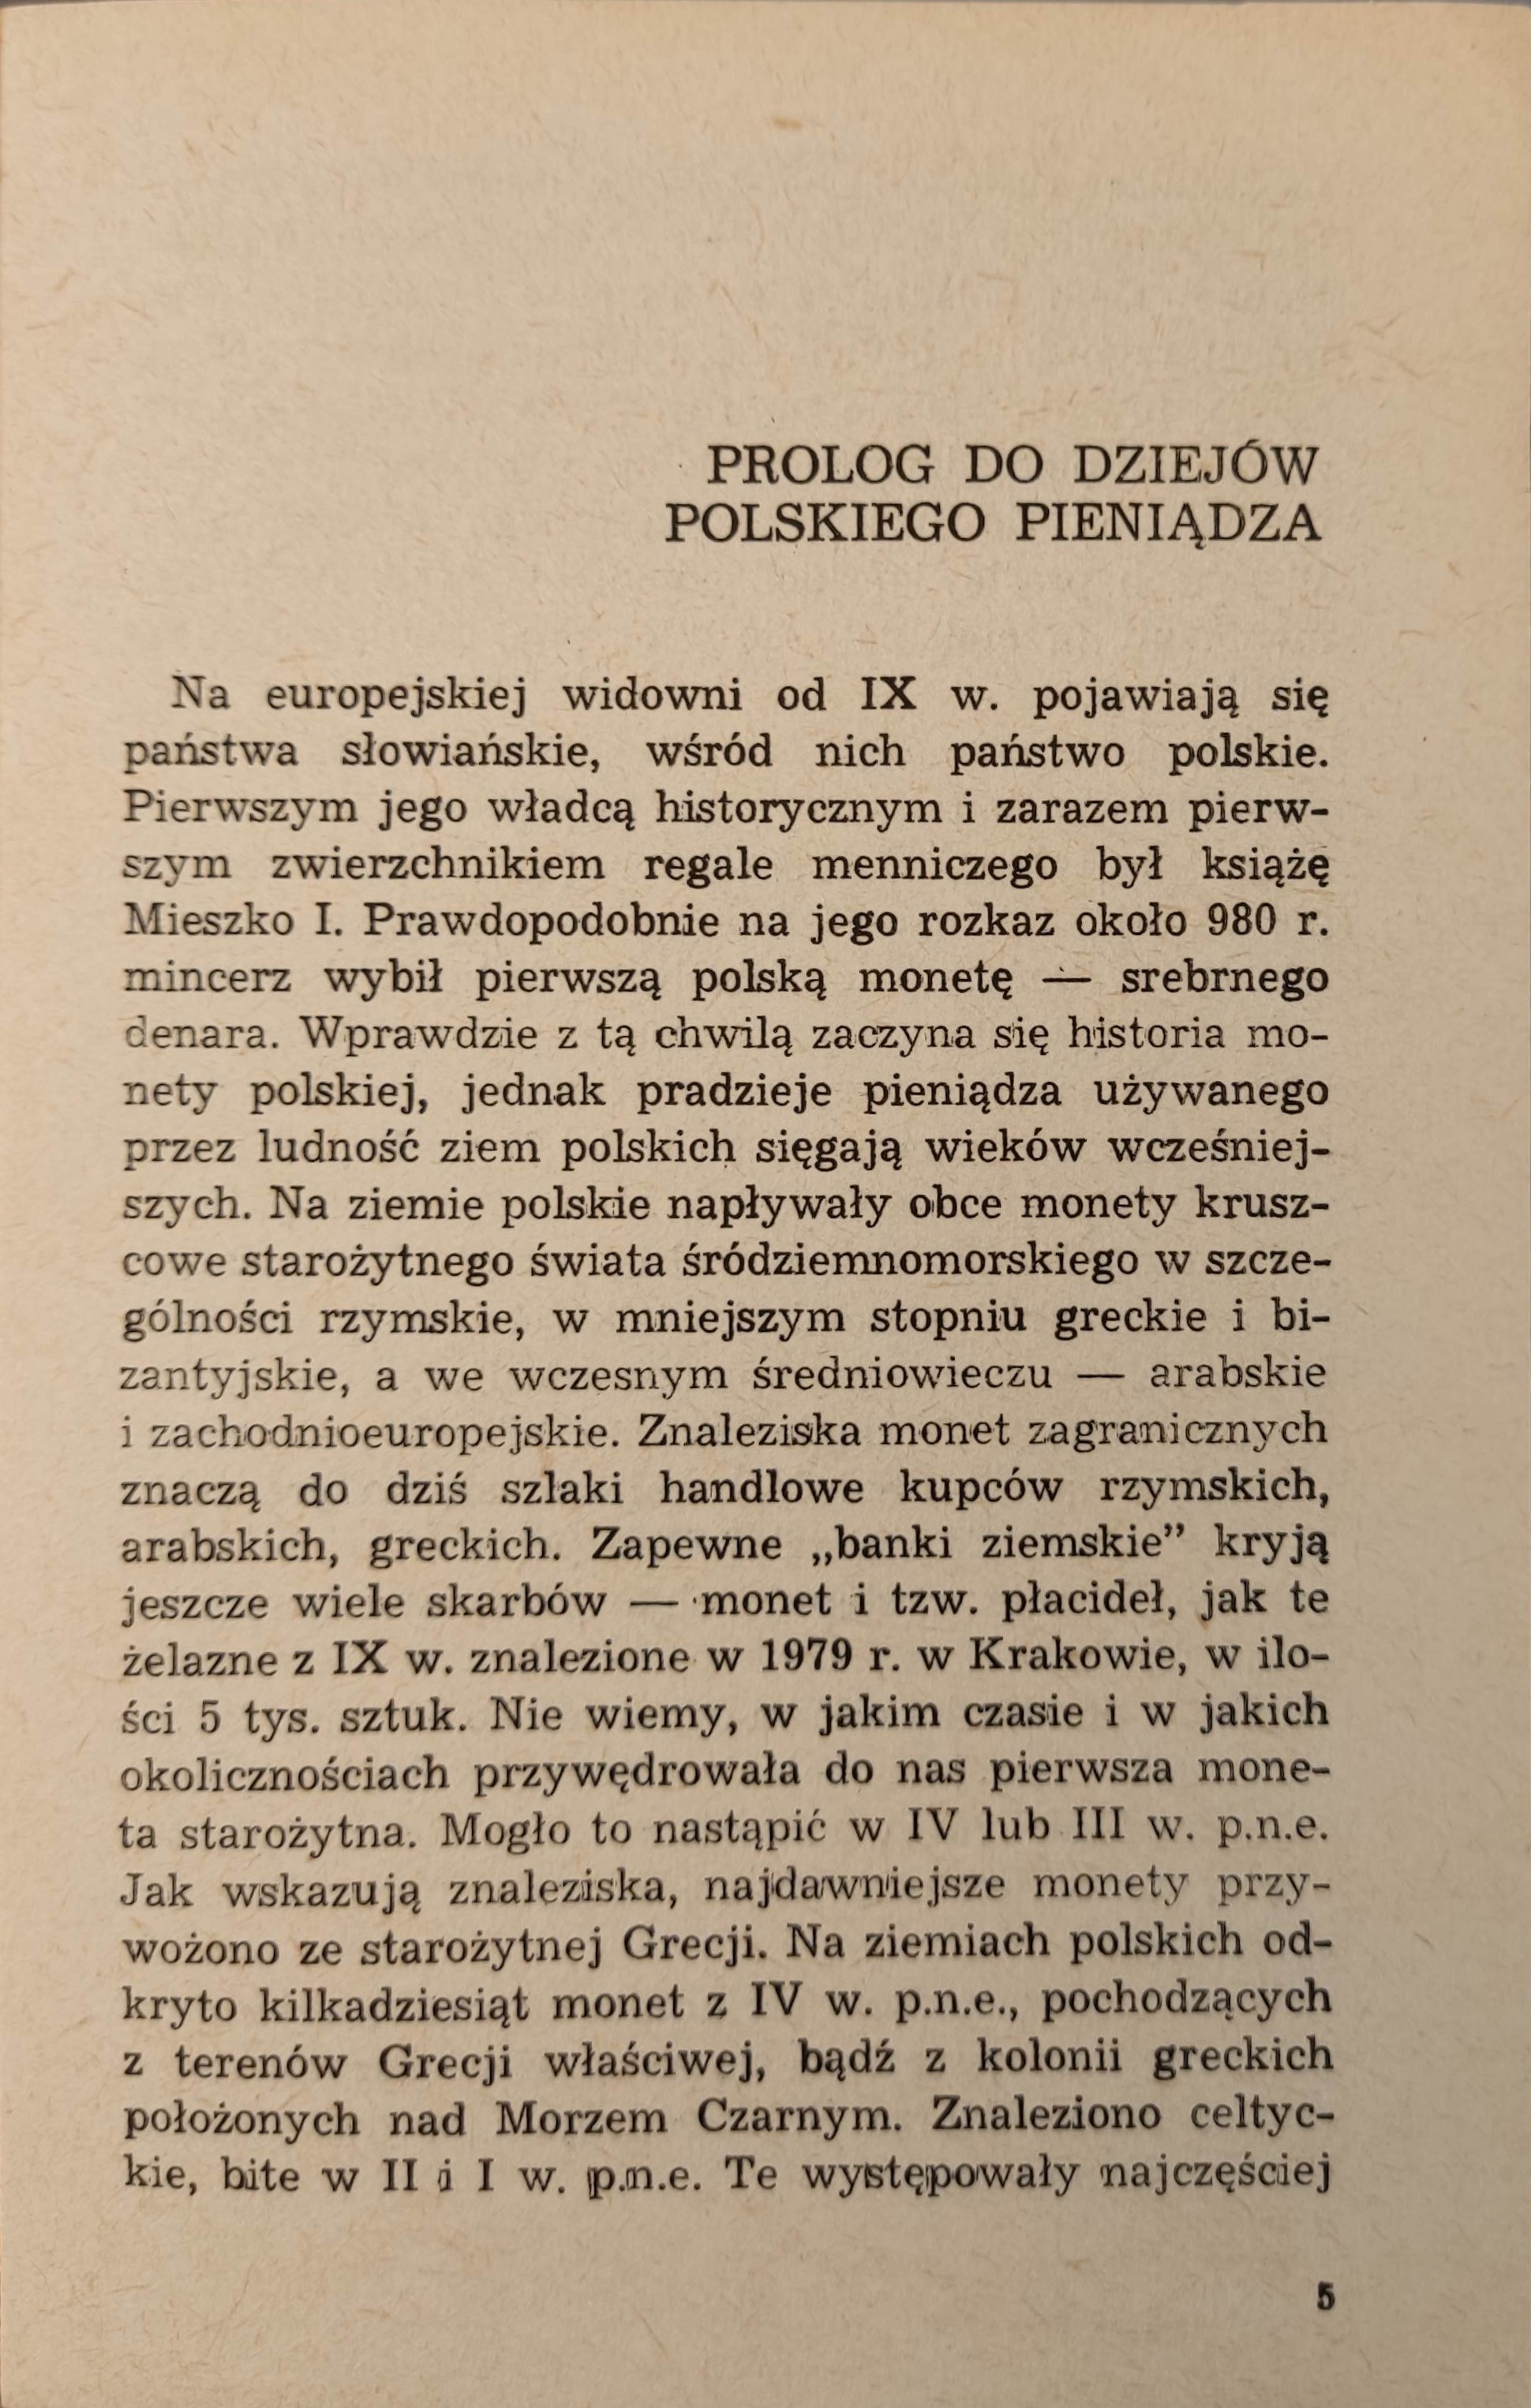 PROLOG DO DZIEJÓW
POLSKIEGO PIENIĄDZA
Na europejskiej widowni od IX w. pojawiają się
państwa słowiańskie, wśród nich państwo polskie.
Pierwszym jego władcą historycznym i zarazem pierw-
szym zwierzchnikiem regale menniczego był książę
Mieszko I. Prawdopodobnie na jego rozkaz około 980 r.
mincerz wybił pierwszą polską monetę — srebrnego
denara. Wprawdzie z tą chwilą zaczyna się historia mo-
nety polskiej, jednak pradzieje pieniądza używanego
przez ludność ziem polskich sięgają wieków wcześniej-
szych. Na ziemie polskie napływały obce monety krusz-
cowe starożytnego świata śródziemnomorskiego w szcze-
gólności rzymskie, w mniejszym stopniu greckie i bi-
zantyjskie, a we wczesnym średniowieczu — arabskie
i zachodnioeuropejskie. Znaleziska monet zagranicznych
znaczą do dziś szlaki handlowe kupców rzymskich,
arabskich, greckich. Zapewne „banki ziemskie” kryją
jeszcze wiele skarbów — monet i tzw. płacideł, jak te
żelazne z IX w. znalezione w 1979 r. w Krakowie, w ilo-
ści 5 tys. sztuk. Nie wiemy, w jakim czasie i w jakich
okolicznościach przywędrowała do nas pierwsza mone-
ta starożytna. Mogło to nastąpić w IV lub III w. p.n.e.
Jak wskazują znaleziska, najdawniejsze monety przy-
wożono ze starożytnej Grecji. Na ziemiach polskich od-
kryto kilkadziesiąt monet z IV w. p.n.e., pochodzących
z terenów Grecji właściwej, bądź z kolonii greckich
położonych nad Morzem Czarnym. Znaleziono celtyc-
kie, bite w II i I w. p.n.e. Te występowały najczęściej
5